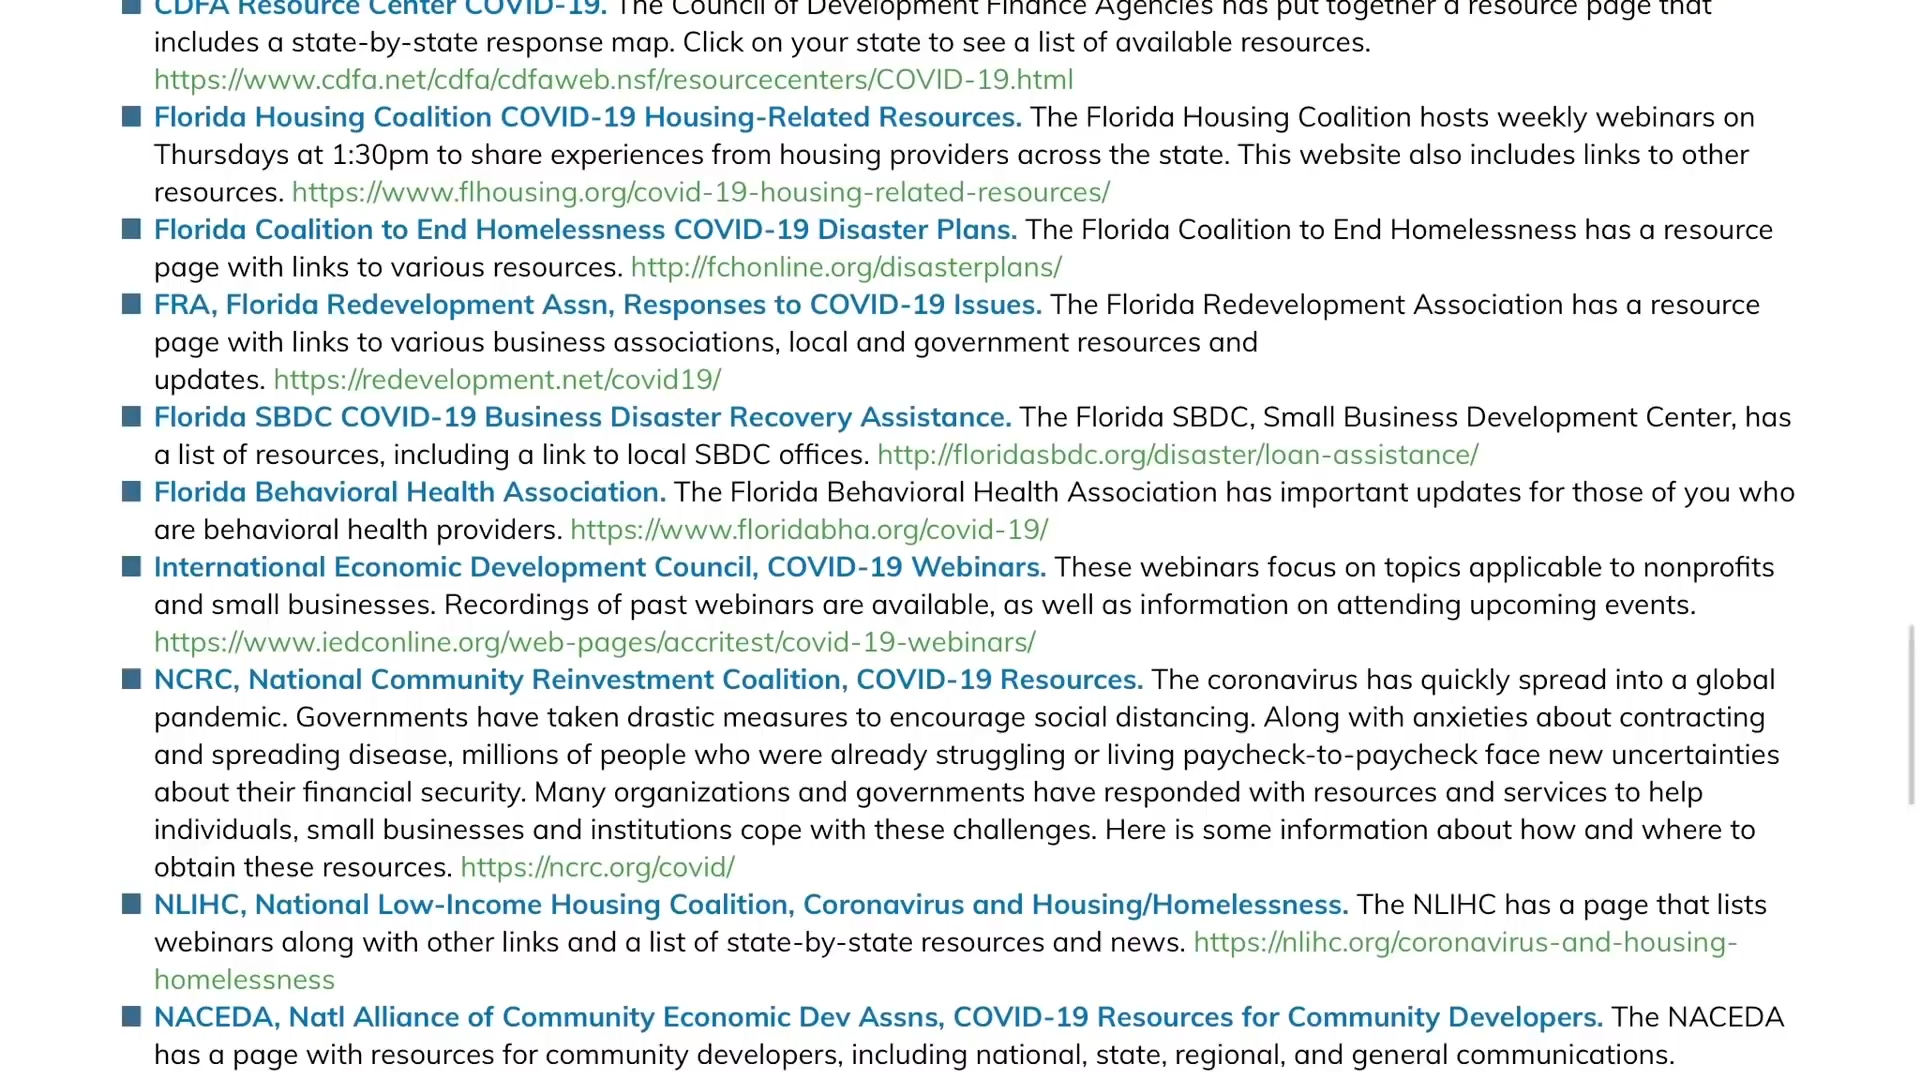 CDFA Resource Center COVID-19. The Council of Development Finance Agencies has put together a resource page that
includes a state-by-state response map. Click on your state to see a list of available resources.
https://www.cdfa.net/cdfa/cdfaweb.nsf/resourcecenters/COVID-19.html
Florida Housing Coalition COVID-19 Housing-Related Resources. The Florida Housing Coalition hosts weekly webinars on
Thursdays at 1:30pm to share experiences from housing providers across the state. This website also includes links to other
resources. https://www.flhousing.org/covid-19-housing-related-resources/
Florida Coalition to End Homelessness COVID-19 Disaster Plans. The Florida Coalition to End Homelessness has a resource
page with links to various resources. http://fchonline.org/disasterplans/
FRA, Florida Redevelopment Assn, Responses to COVID-19 Issues. The Florida Redevelopment Association has a resource
page with links to various business associations, local and government resources and
updates. https://redevelopment.net/covid19/
Florida SBDC COVID-19 Business Disaster Recovery Assistance. The Florida SBDC, Small Business Development Center, has
a list of resources, including a link to local SBDC offices. http://floridasbdc.org/disaster/loan-assistance/
Florida Behavioral Health Association. The Florida Behavioral Health Association has important updates for those of you who
are behavioral health providers. https://www.floridabha.org/covid-19/
International Economic Development Council, COVID-19 Webinars. These webinars focus on topics applicable to nonprofits
and small businesses. Recordings of past webinars are available, as well as information on attending upcoming events.
https://www.iedconline.org/web-pages/accritest/covid-19-webinars/
NCRC, National Community Reinvestment Coalition, COVID-19 Resources. The coronavirus has quickly spread into a global
pandemic. Governments have taken drastic measures to encourage social distancing. Along with anxieties about contracting
and spreading disease, millions of people who were already struggling or living paycheck-to-paycheck face new uncertainties
about their financial security. Many organizations and governments have responded with resources and services to help
individuals, small businesses and institutions cope with these challenges. Here is some information about how and where to
obtain these resources. https://ncrc.org/covid/
NLIHC, National Low-Income Housing Coalition, Coronavirus and Housing/Homelessness. The NLIHC has a page that lists
webinars along with other links and a list of state-by-state resources and news. https://nlihc.org/coronavirus-and-housing-
homelessness
NACEDA, Natl Alliance of Community Economic Dev Assns, COVID-19 Resources for Community Developers. The NACEDA
has a page with resources for community developers, including national, state, regional, and general communications.